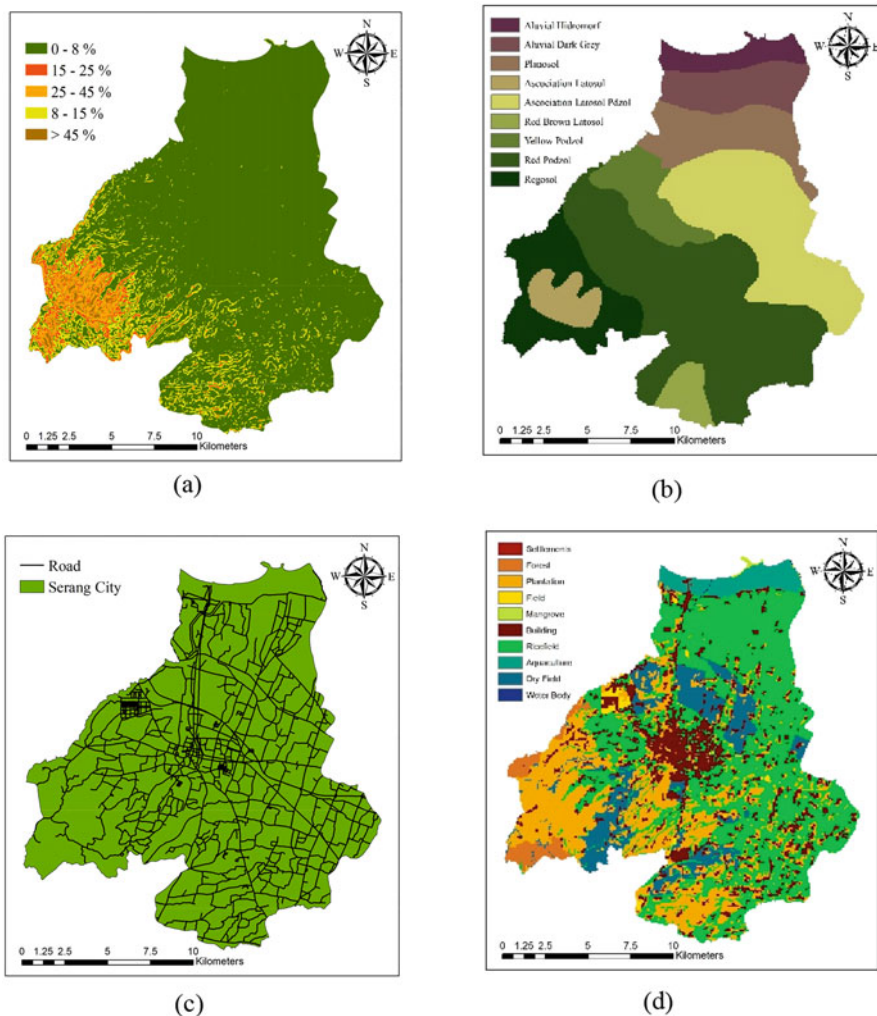 N
W E
S
0 - 8 %
15 - 25 %
25 - 45 %
8 - 15 %
> 45 %
0 1.25 2.5 5 7.5 10
Kilometers
(a)
N
W E
S
Aluvial Hidromorf
Aluvial Dark Grey
Planosol
Ascociation Latosol
Ascociation Latosol Pdzol
Red Brown Latosol
Yellow Podzol
Red Podzol
Regosol
0 1.25 2.5 5 7.5 10
Kilometers
(b)
N
W E
S
Road
Serang City
0 1.25 2.5 5 7.5 10
Kilometers
(c)
N
W E
S
Settlements
Forest
Plantation
Field
Mangrove
Building
Ricefield
Aquaculture
Dry Field
Water Body
0 1.25 2.5 5 7.5 10
Kilometers
(d)